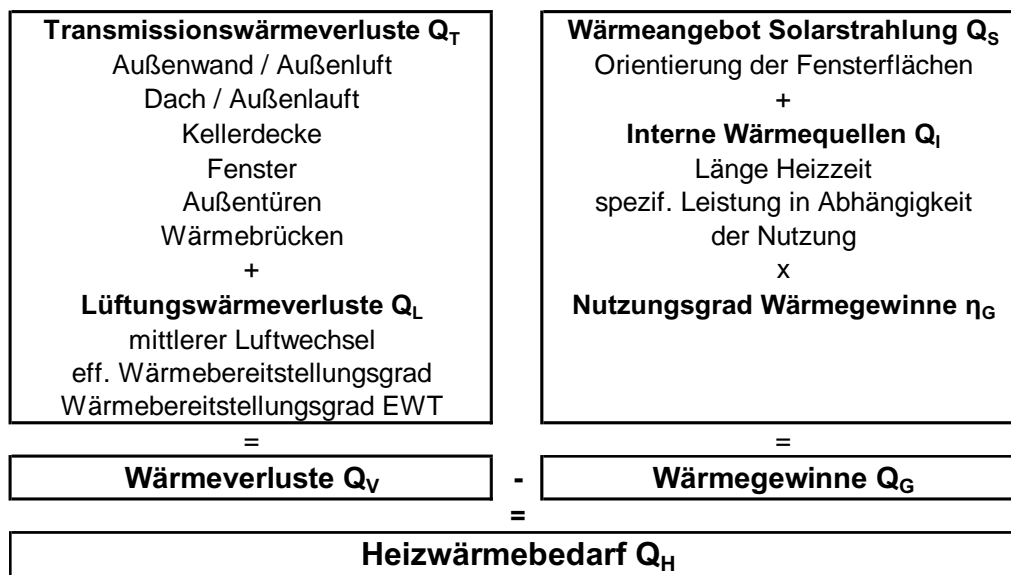 Transmissionswärmeverluste Q_T
Außenwand / Außenluft
Dach / Außenlauft
Kellerdecke
Fenster
Außentüren
Wärmebrücken
+
Lüftungswärmeverluste Q_L
mittlerer Luftwechsel
eff. Wärmebereitstellungsgrad
Wärmebereitstellungsgrad EWT
=
Wärmeverluste Q_V
-
Wärmeangebot Solarstrahlung Q_S
Orientierung der Fensterflächen
+
Interne Wärmequellen Q_I
Länge Heizzeit
spezif. Leistung in Abhängigkeit
der Nutzung
x
Nutzungsgrad Wärmegewinne η_G
=
Wärmegewinne Q_G
=
Heizwärmebedarf Q_H